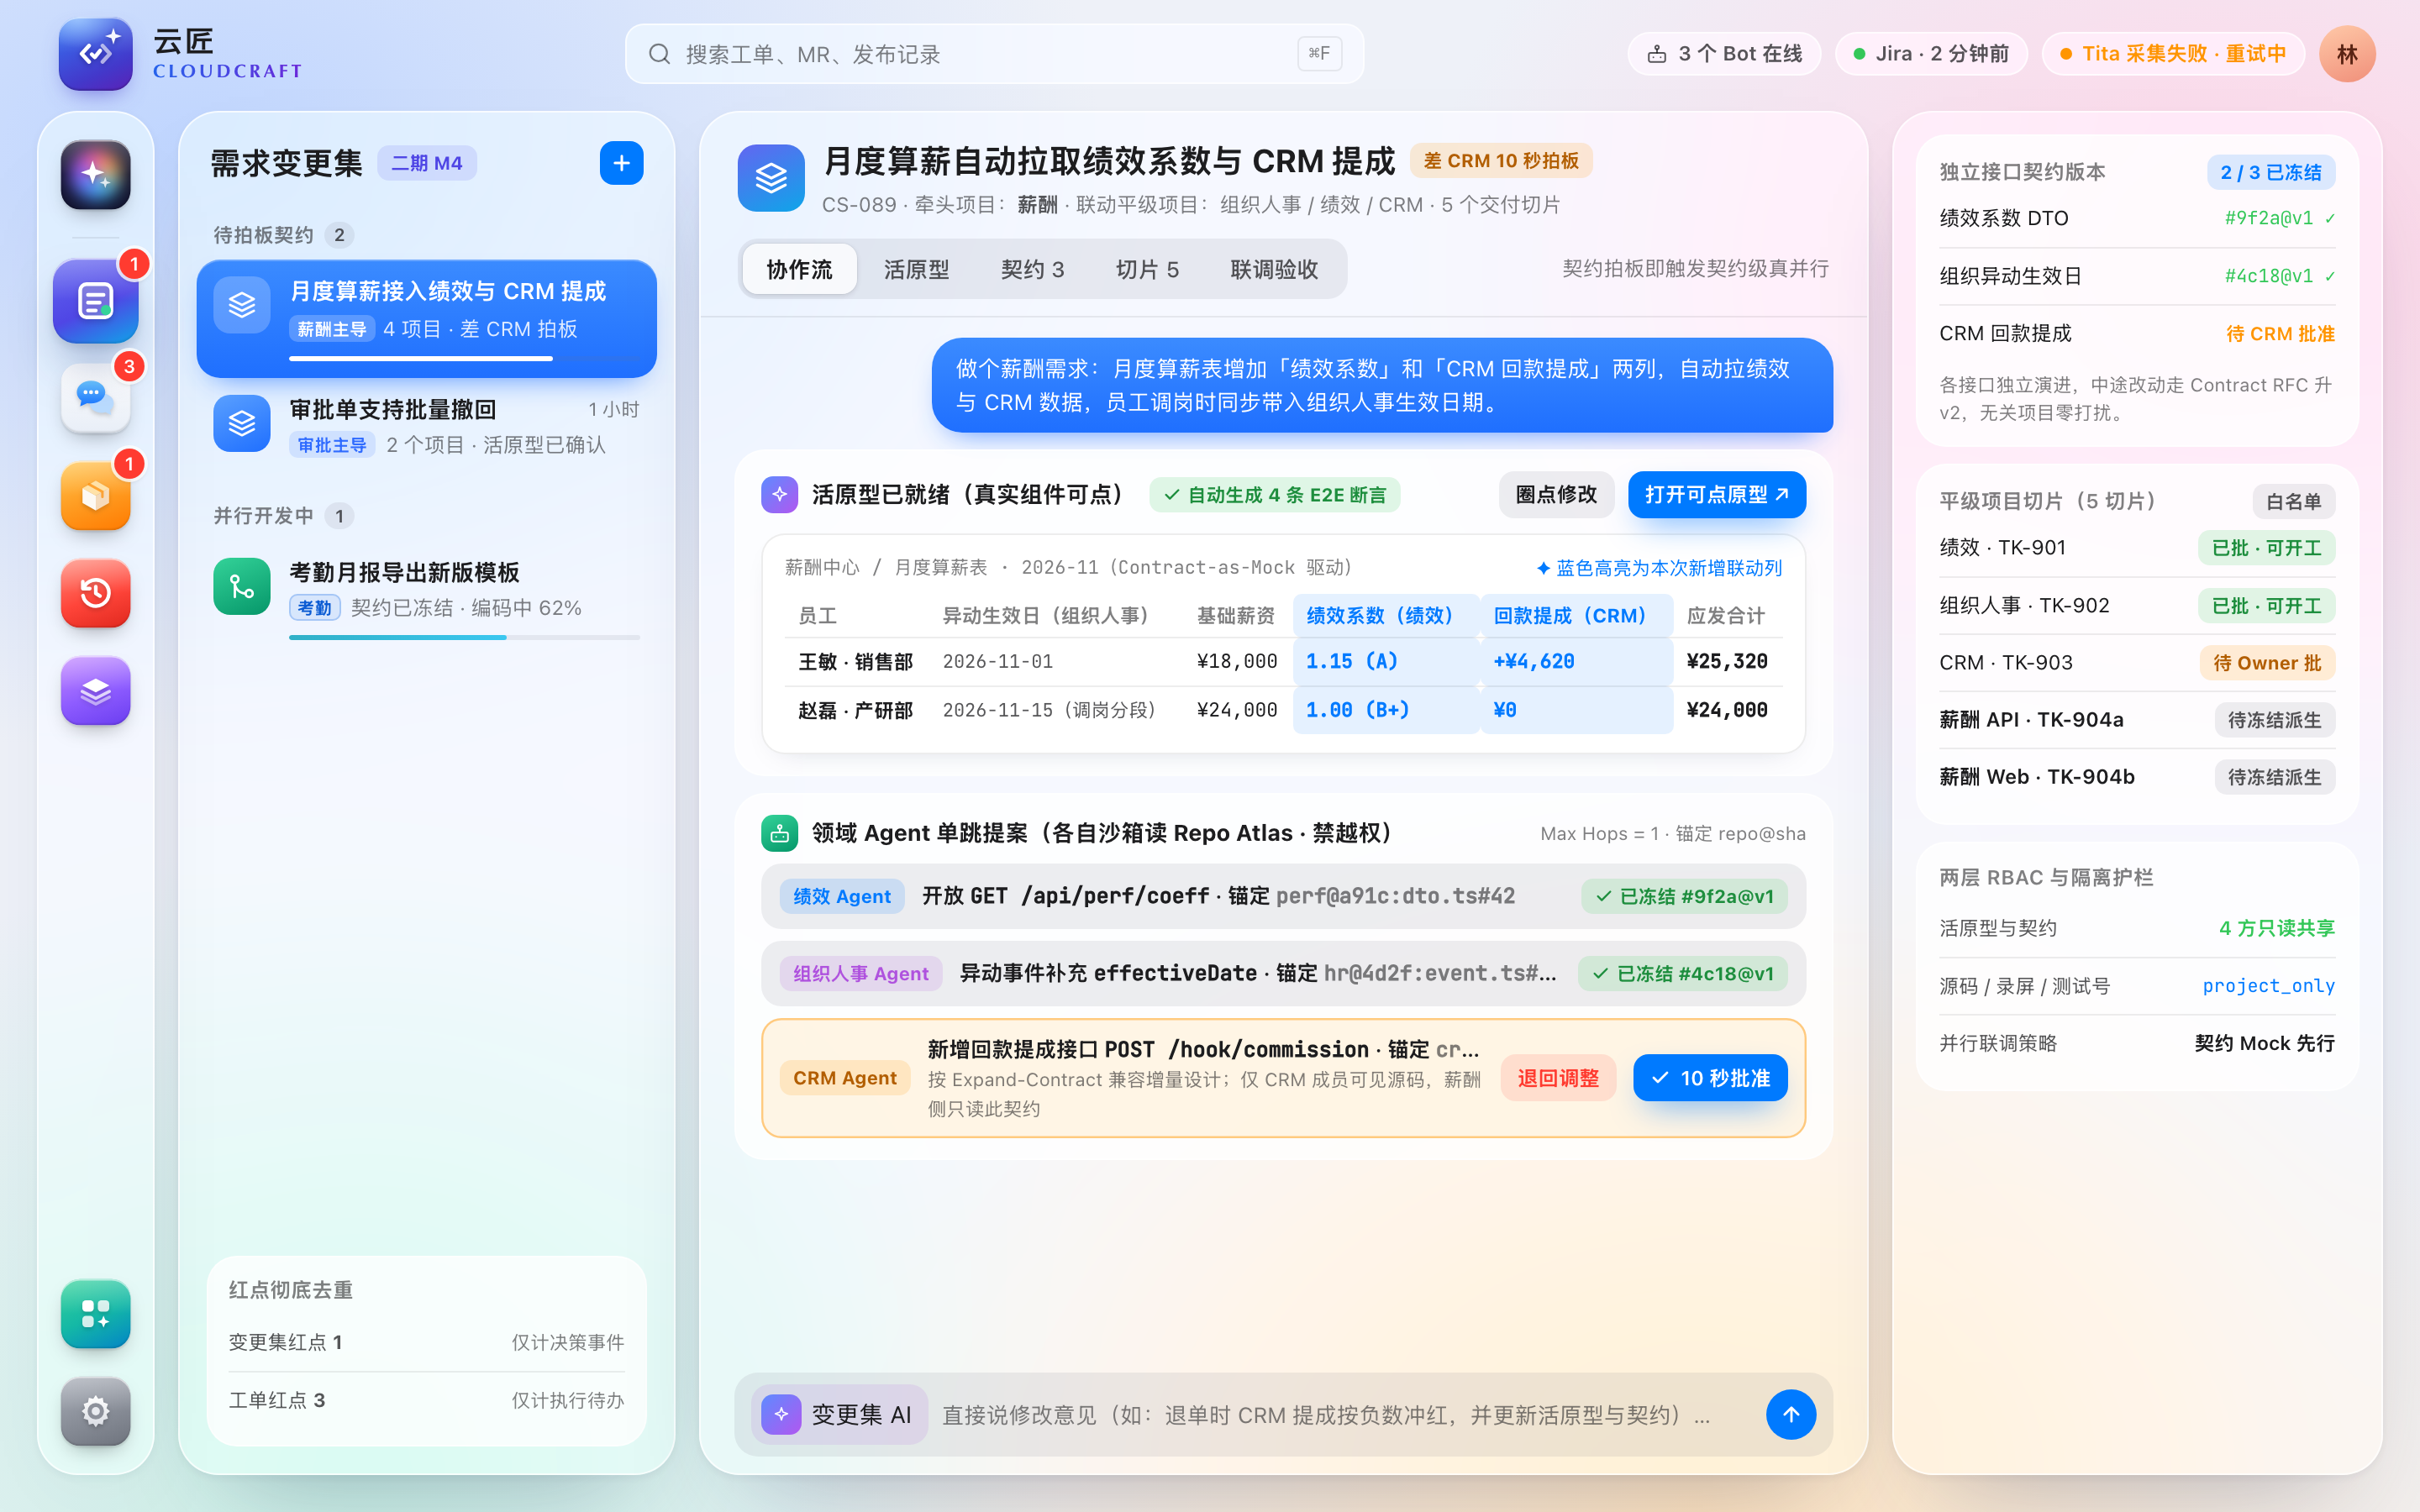 云匠
CLOUDCRAFT
搜索工单、MR、发布记录
⌘F
3 个 Bot 在线
Jira · 2 分钟前
Tita 采集失败 · 重试中
林
1
3
1
需求变更集
二期 M4
待拍板契约 2
月度算薪接入绩效与 CRM 提成
薪酬主导 4 项目 · 差 CRM 拍板
审批单支持批量撤回
1 小时
审批主导 2 个项目 · 活原型已确认
并行开发中 1
考勤月报导出新版模板
考勤 契约已冻结 · 编码中 62%
红点彻底去重
变更集红点 1
仅计决策事件
工单红点 3
仅计执行待办
月度算薪自动拉取绩效系数与 CRM 提成
差 CRM 10 秒拍板
CS-089 · 牵头项目：薪酬 · 联动平级项目：组织人事 / 绩效 / CRM · 5 个交付切片
协作流
活原型
契约 3
切片 5
联调验收
契约拍板即触发契约级真并行
做个薪酬需求：月度算薪表增加「绩效系数」和「CRM 回款提成」两列，自动拉绩效
与 CRM 数据，员工调岗时同步带入组织人事生效日期。
活原型已就绪（真实组件可点）
✓ 自动生成 4 条 E2E 断言
圈点修改
打开可点原型 ↗
薪酬中心 / 月度算薪表 · 2026-11（Contract-as-Mock 驱动）
✦ 蓝色高亮为本次新增联动列
员工 异动生效日（组织人事） 基础薪资 绩效系数（绩效） 回款提成（CRM） 应发合计
王敏 · 销售部 2026-11-01 ¥18,000 1.15 (A) +¥4,620 ¥25,320
赵磊 · 产研部 2026-11-15（调岗分段） ¥24,000 1.00 (B+) ¥0 ¥24,000
领域 Agent 单跳提案（各自沙箱读 Repo Atlas · 禁越权）
Max Hops = 1 · 锚定 repo@sha
绩效 Agent
开放 GET /api/perf/coeff · 锚定 perf@a91c:dto.ts#42
✓ 已冻结 #9f2a@v1
组织人事 Agent
异动事件补充 effectiveDate · 锚定 hr@4d2f:event.ts#…
✓ 已冻结 #4c18@v1
CRM Agent
新增回款提成接口 POST /hook/commission · 锚定 cr…
按 Expand-Contract 兼容增量设计；仅 CRM 成员可见源码，薪酬
侧只读此契约
退回调整
✓ 10 秒批准
变更集 AI
直接说修改意见（如：退单时 CRM 提成按负数冲红，并更新活原型与契约）…
独立接口契约版本
2 / 3 已冻结
绩效系数 DTO
#9f2a@v1 ✓
组织异动生效日
#4c18@v1 ✓
CRM 回款提成
待 CRM 批准
各接口独立演进，中途改动走 Contract RFC 升
v2，无关项目零打扰。
平级项目切片（5 切片）
白名单
绩效 · TK-901
已批 · 可开工
组织人事 · TK-902
已批 · 可开工
CRM · TK-903
待 Owner 批
薪酬 API · TK-904a
待冻结派生
薪酬 Web · TK-904b
待冻结派生
两层 RBAC 与隔离护栏
活原型与契约
4 方只读共享
源码 / 录屏 / 测试号
project_only
并行联调策略
契约 Mock 先行